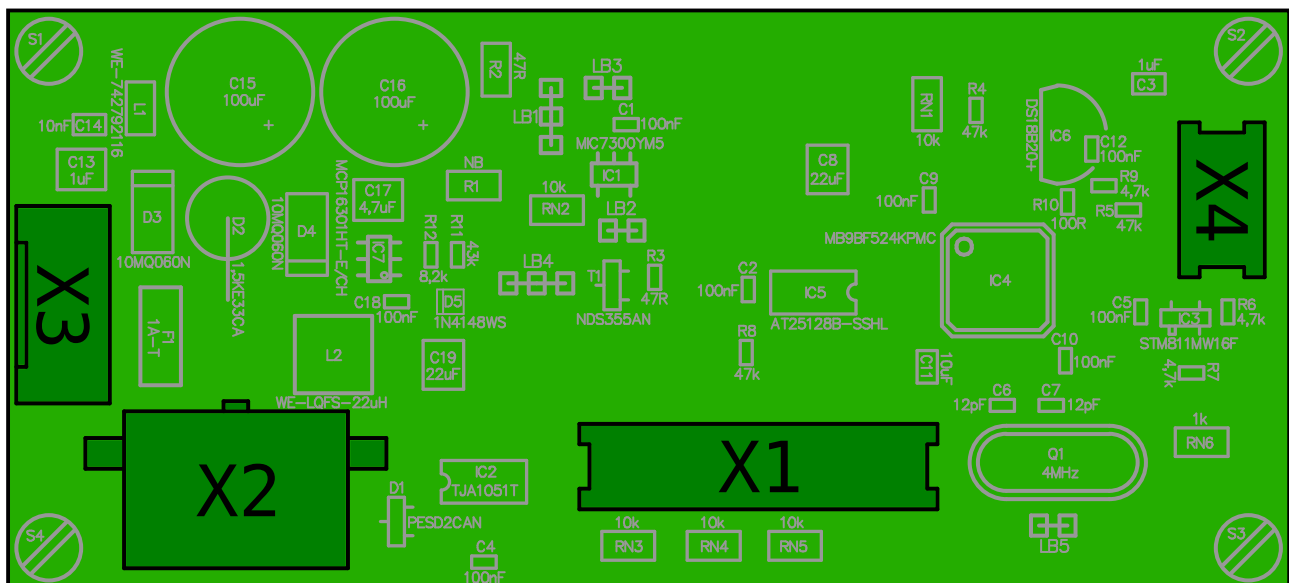 S1
WE-742792116
L1
10nF
C14
C13
1uF
C15
100uF
+
C16
100uF
+
R2
47R
LB3
LB1
C1
100nF
MIC7300YM5
IC1
RN1
10k
R4
47k
DS18B20+
IC6
1uF
C3
S2
C12
100nF
R9
4,7k
R10
100R
R5
47k
X4
D3
10MQ060N
D2
1,5KE33CA
10MQ060N
D4
MCP16301HT-E/CH
C17
4,7uF
NB
R1
10k
RN2
LB2
C8
22uF
C9
100nF
MB9BF524KPMC
IC4
X3
IC7
R12
8,2k
R11
43k
LB4
T1
NDS355AN
R3
47R
C2
100nF
IC5
AT25128B-SSHL
C18
100nF
D5
1N4148WS
C5
100nF
IC3
STM811MW16F
R6
4,7k
F1
1A-T
L2
WE-LQFS-22uH
C19
22uF
R8
47k
C11
10uF
C10
100nF
4,7k
R7
C6
12pF
C7
12pF
1k
RN6
X2
X1
Q1
4MHz
IC2
TJA1051T
D1
PESD2CAN
C4
100nF
10k
RN3
10k
RN4
10k
RN5
LB5
S4
S3